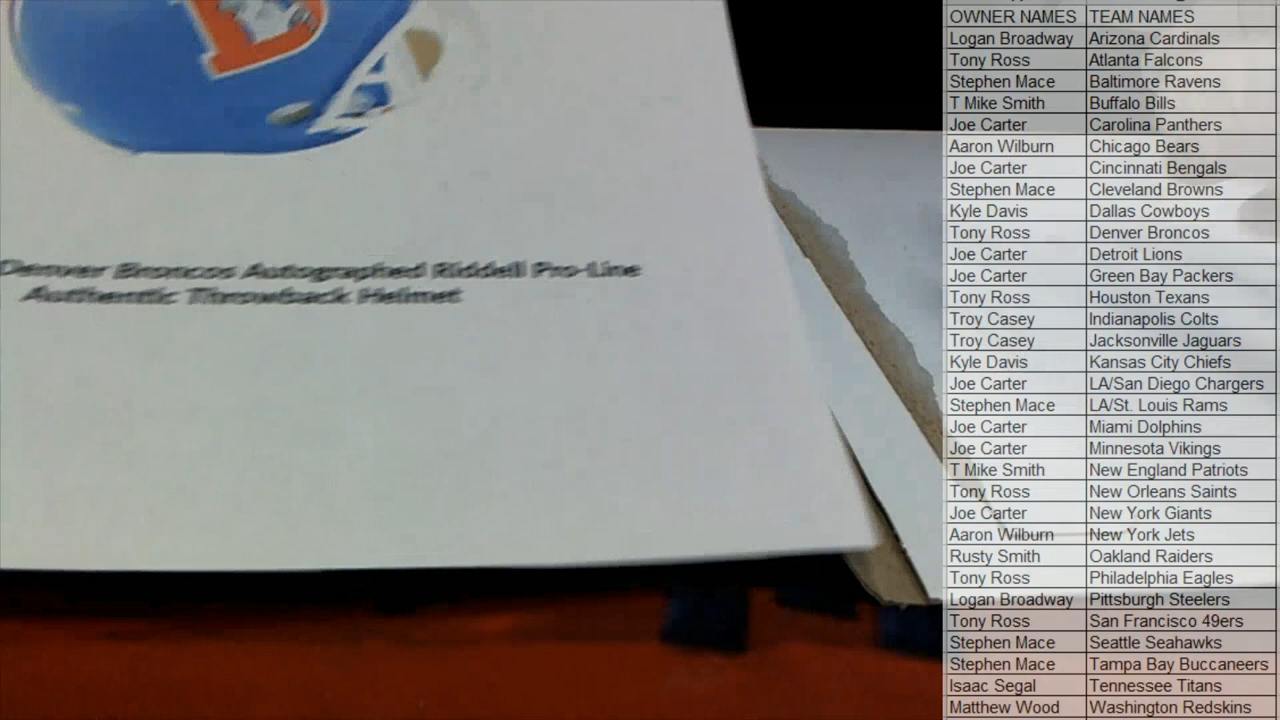 D
Denver Broncos Autographed Riddell Pro-Line
Authentic Throwback Helmet
OWNER NAMES TEAM NAMES
Logan Broadway Arizona Cardinals
Tony Ross Atlanta Falcons
Stephen Mace Baltimore Ravens
T Mike Smith Buffalo Bills
Joe Carter Carolina Panthers
Aaron Wilburn Chicago Bears
Joe Carter Cincinnati Bengals
Stephen Mace Cleveland Browns
Kyle Davis Dallas Cowboys
Tony Ross Denver Broncos
Joe Carter Detroit Lions
Joe Carter Green Bay Packers
Tony Ross Houston Texans
Troy Casey Indianapolis Colts
Troy Casey Jacksonville Jaguars
Kyle Davis Kansas City Chiefs
Joe Carter LA/San Diego Chargers
Stephen Mace LA/St. Louis Rams
Joe Carter Miami Dolphins
Joe Carter Minnesota Vikings
T Mike Smith New England Patriots
Tony Ross New Orleans Saints
Joe Carter New York Giants
Aaron Wilburn New York Jets
Rusty Smith Oakland Raiders
Tony Ross Philadelphia Eagles
Logan Broadway Pittsburgh Steelers
Tony Ross San Francisco 49ers
Stephen Mace Seattle Seahawks
Stephen Mace Tampa Bay Buccaneers
Isaac Segal Tennessee Titans
Matthew Wood Washington Redskins